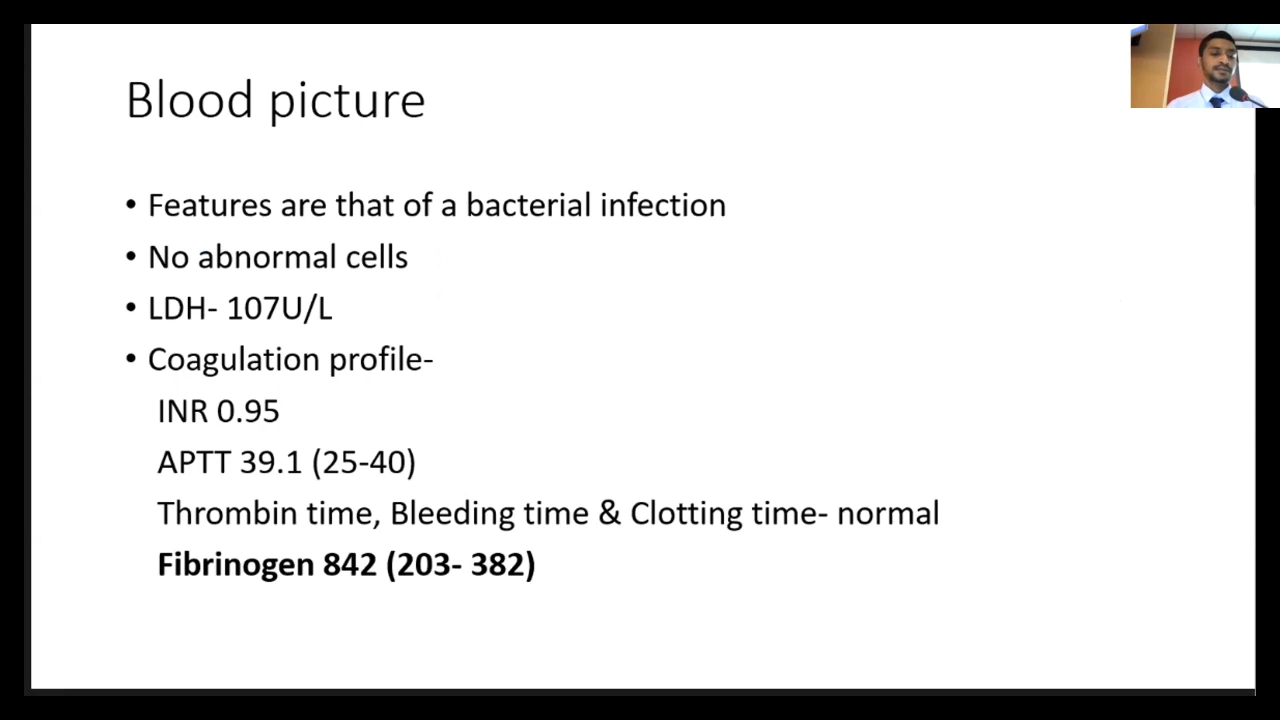 Blood picture
• Features are that of a bacterial infection
• No abnormal cells
• LDH- 107U/L
• Coagulation profile-
INR 0.95
APTT 39.1 (25-40)
Thrombin time, Bleeding time & Clotting time- normal
Fibrinogen 842 (203- 382)